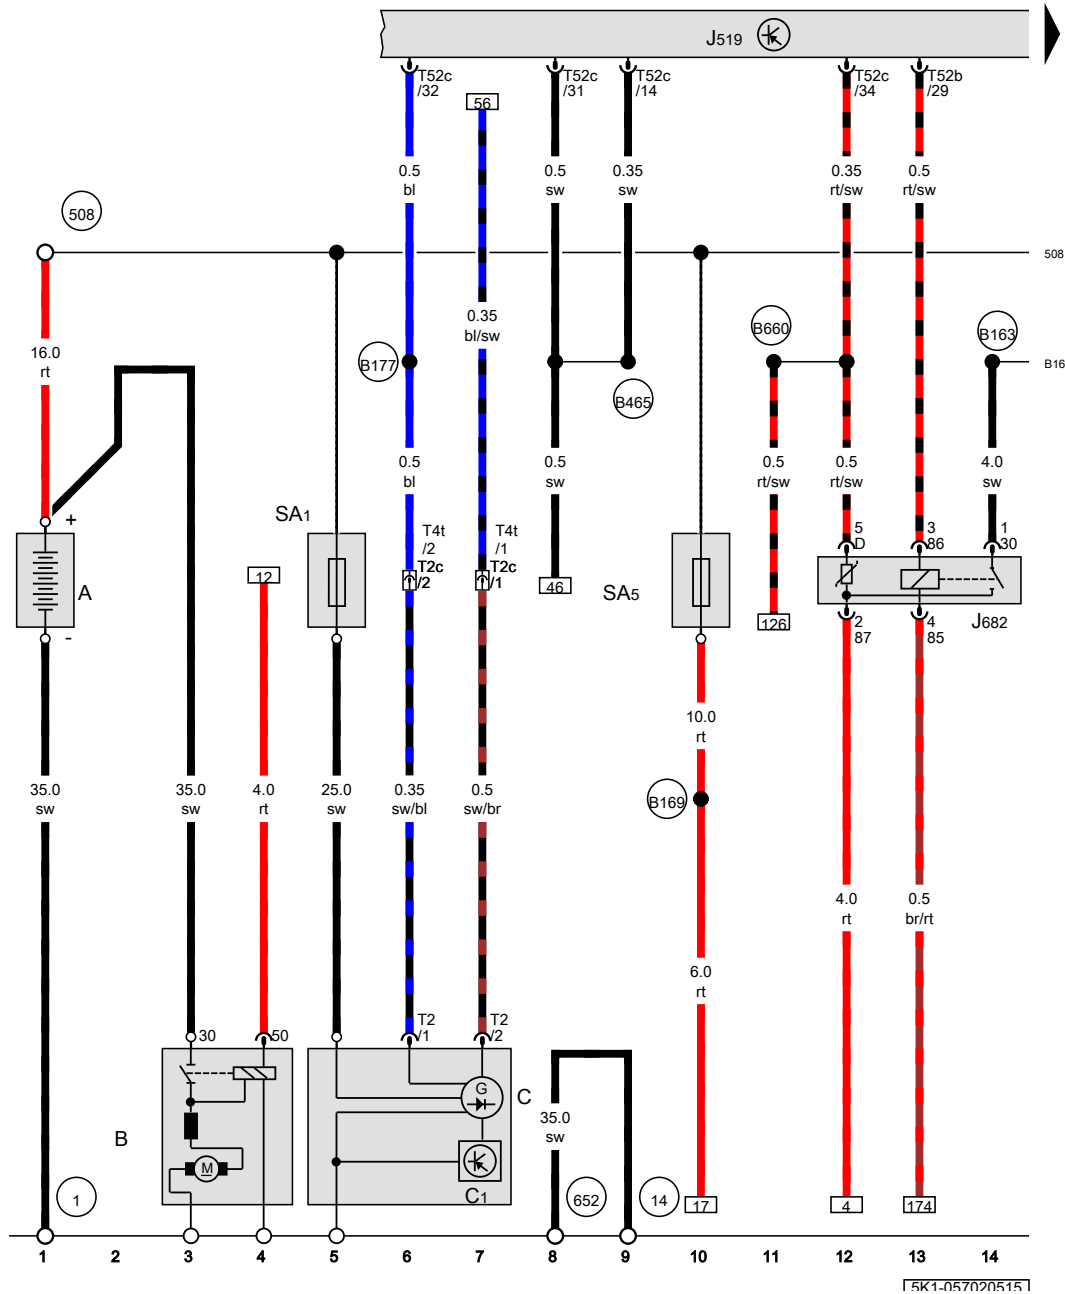 J519
T52c
/32
T52c
/31
T52c
/14
T52c
/34
T52b
/29
56
0.5
bl
0.5
sw
0.35
sw
0.35
rt/sw
0.5
rt/sw
508
508
0.35
bl/sw
B177
B465
B660
B163
B16
16.0
rt
0.5
bl
0.5
sw
0.5
rt/sw
0.5
rt/sw
4.0
sw
+
A
-
SA1
12
T4t
/2
T2c
/2
T4t
/1
T2c
/1
46
SA5
126
5
D
3
86
1
30
2
87
4
85
J682
10.0
rt
B169
35.0
sw
35.0
sw
4.0
rt
25.0
sw
0.35
sw/bl
0.5
sw/br
4.0
rt
0.5
br/rt
6.0
rt
30
50
T2
/1
T2
/2
B
M
G
C
C1
35.0
sw
1
652
14
17
4
174
1 2 3 4 5 6 7 8 9 10 11 12 13 14
5K1-057020515